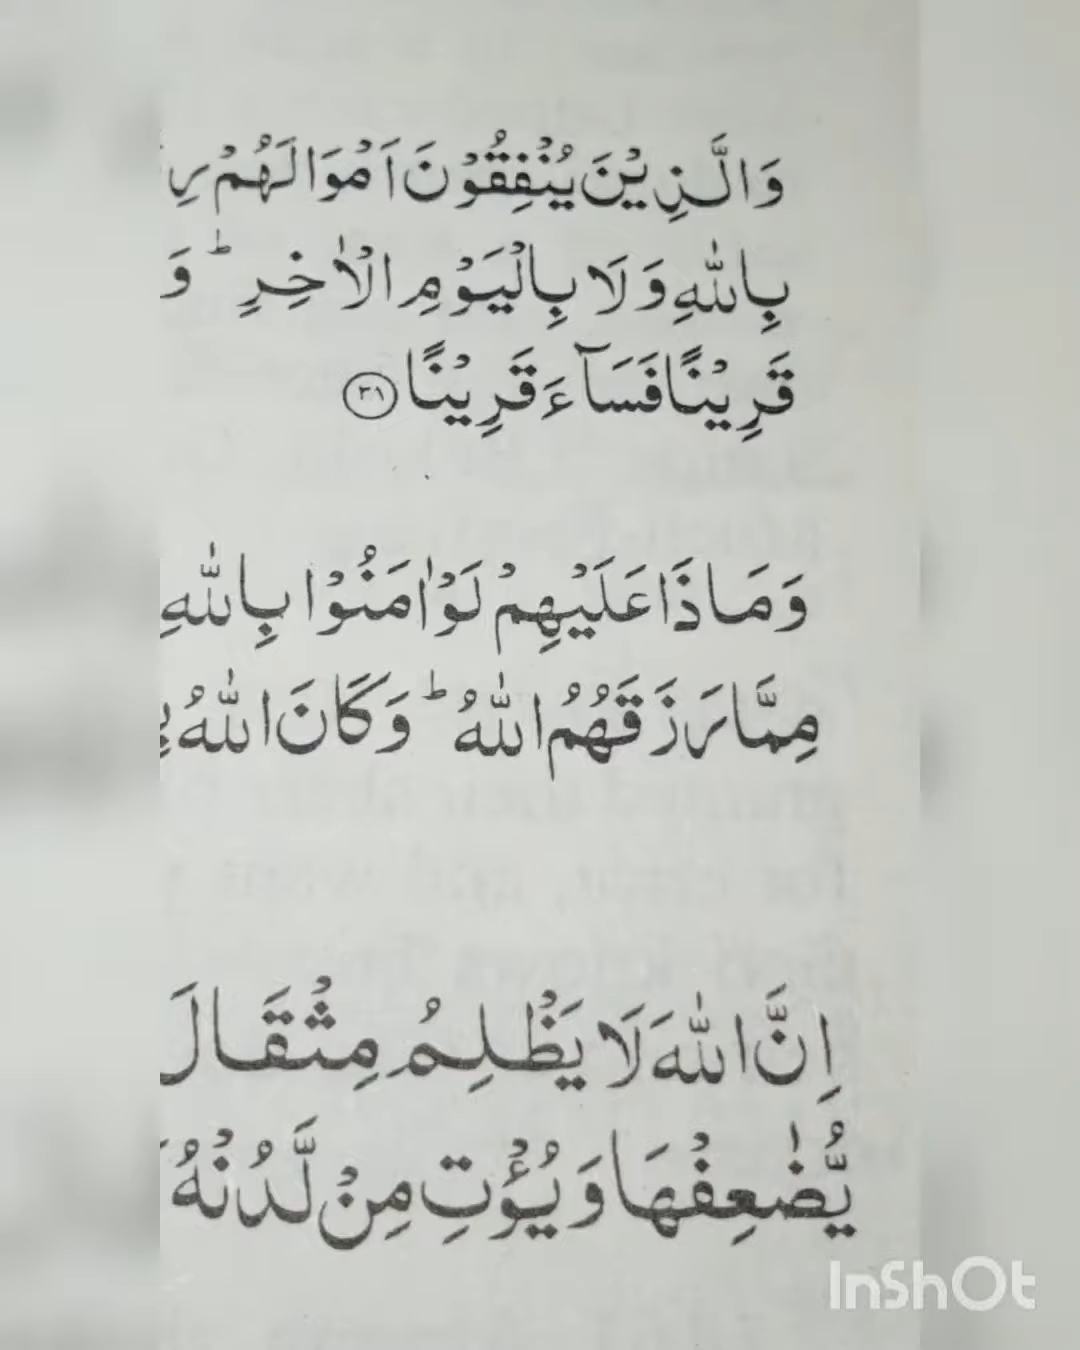 وَالَّذِيْنَ يُنْفِقُوْنَ اَمْوَالَهُمْ
بِاللّٰهِ وَلَا بِالْيَوْمِ الْاٰخِرِ ؕ وَ
قَرِيْنًا فَسَآءَ قَرِيْنًا ﴿۳۸﴾
وَمَاذَا عَلَيْهِمْ لَوْاٰمَنُوْا بِاللّٰهِ
مِمَّا رَزَقَهُمُ اللّٰهُ ؕ وَكَانَ اللّٰهُ
اِنَّ اللّٰهَ لَا يَظْلِمُ مِثْقَالَ
يُّضٰعِفْهَا وَيُؤْتِ مِنْ لَّدُنْهُ
InShOt